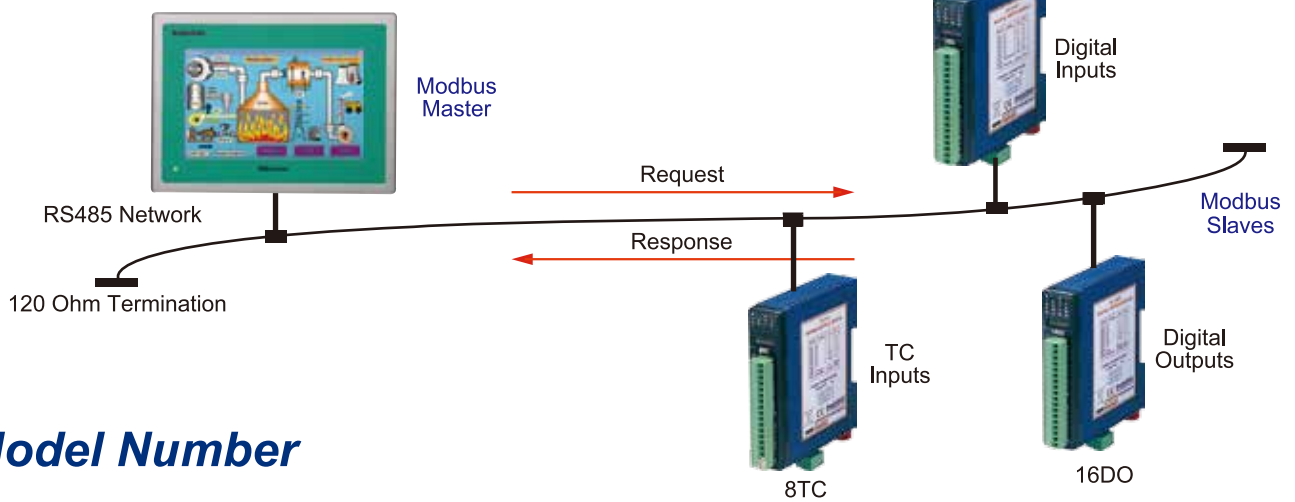 Digital
Inputs
Modbus
Master
Request
RS485 Network
Modbus
Slaves
Response
120 Ohm Termination
TC
Inputs
Digital
Outputs
odel Number
8TC
16DO